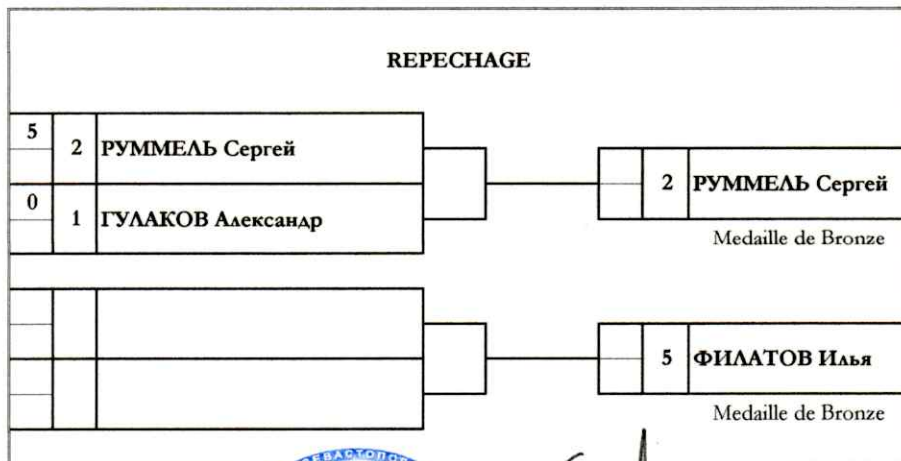 REPECHAGE
5
2 РУММЕЛЬ Сергей
0
1 ГУЛАКОВ Александр
2 РУММЕЛЬ Сергей
Medaille de Bronze
5 ФИЛАТОВ Илья
Medaille de Bronze